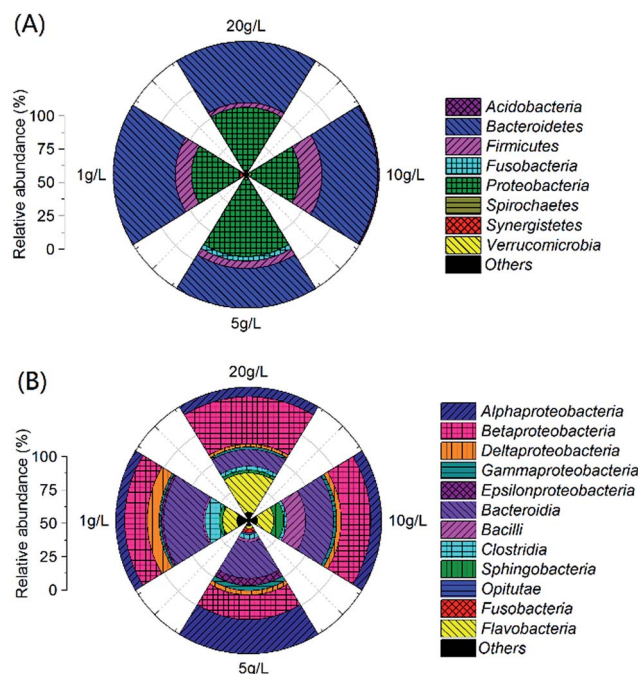 (A)
20g/L
Relative abundance (%)
100
75
50
25
0
1g/L
10g/L
5g/L
Acidobacteria
Bacteroidetes
Firmicutes
Fusobacteria
Proteobacteria
Spirochaetes
Synergistetes
Verrucomicrobia
Others
(B)
20g/L
Relative abundance (%)
100
75
50
25
0
1g/L
10g/L
5g/L
Alphaproteobacteria
Betaproteobacteria
Deltaproteobacteria
Gammaproteobacteria
Epsilonproteobacteria
Bacteroidia
Bacilli
Clostridia
Sphingobacteria
Opitutae
Fusobacteria
Flavobacteria
Others